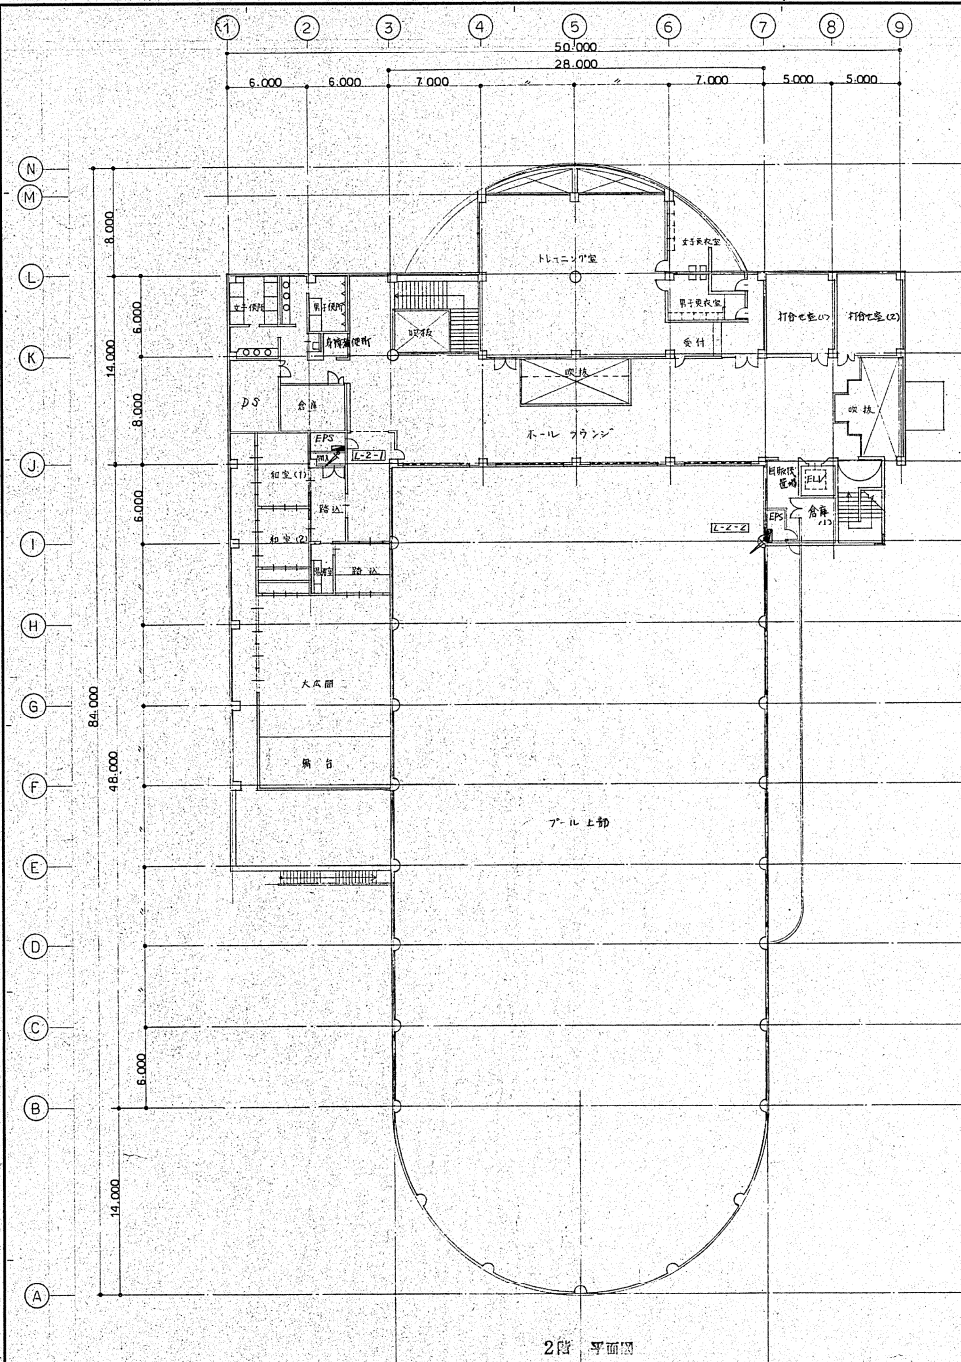 1 2 3 4 5 6 7 8 9
50.000
28.000
6.000 6.000 7.000 〃 〃 7.000 5.000 5.000
N
M
8.000
トレーニング室
女子更衣室
L
女子便所
男子便所
男子更衣室
打合せ室(1)
打合せ室(2)
6.000
吹抜
受付
K
14.000
吹抜
吹抜
DS
倉庫
8.000
ホール ラウンジ
EPS
L-2-1
J
和室(1)
ELV
踏込
6.000
EPS
倉庫
(1)
L-2-2
I
和室(2)
踏込
H
大広間
G
84.000
48.000
舞台
F
プール上部
E
〃
D
C
6.000
B
14.000
A
2階 平面図